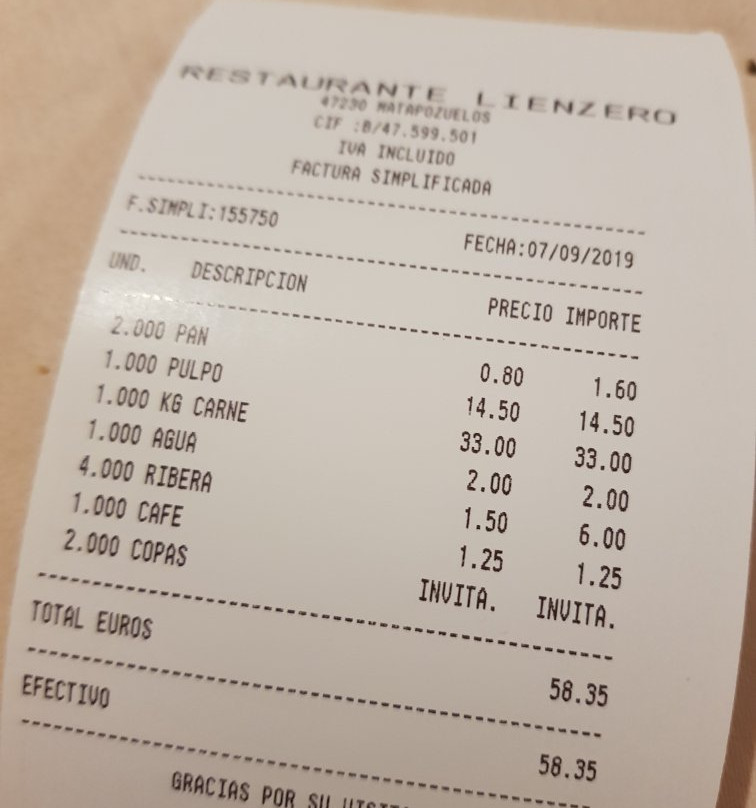 RESTAURANTE LIENZERO
47230 MATAPOZUELOS
CIF :B/47.599.501
IVA INCLUIDO
FACTURA SIMPLIFICADA
F.SIMPLI:155750 FECHA:07/09/2019
UND. DESCRIPCION PRECIO IMPORTE
2.000 PAN 0.80 1.60
1.000 PULPO 14.50 14.50
1.000 KG CARNE 33.00 33.00
1.000 AGUA 2.00 2.00
4.000 RIBERA 1.50 6.00
1.000 CAFE 1.25 1.25
2.000 COPAS INVITA. INVITA.
TOTAL EUROS 58.35
EFECTIVO 58.35
GRACIAS POR SU